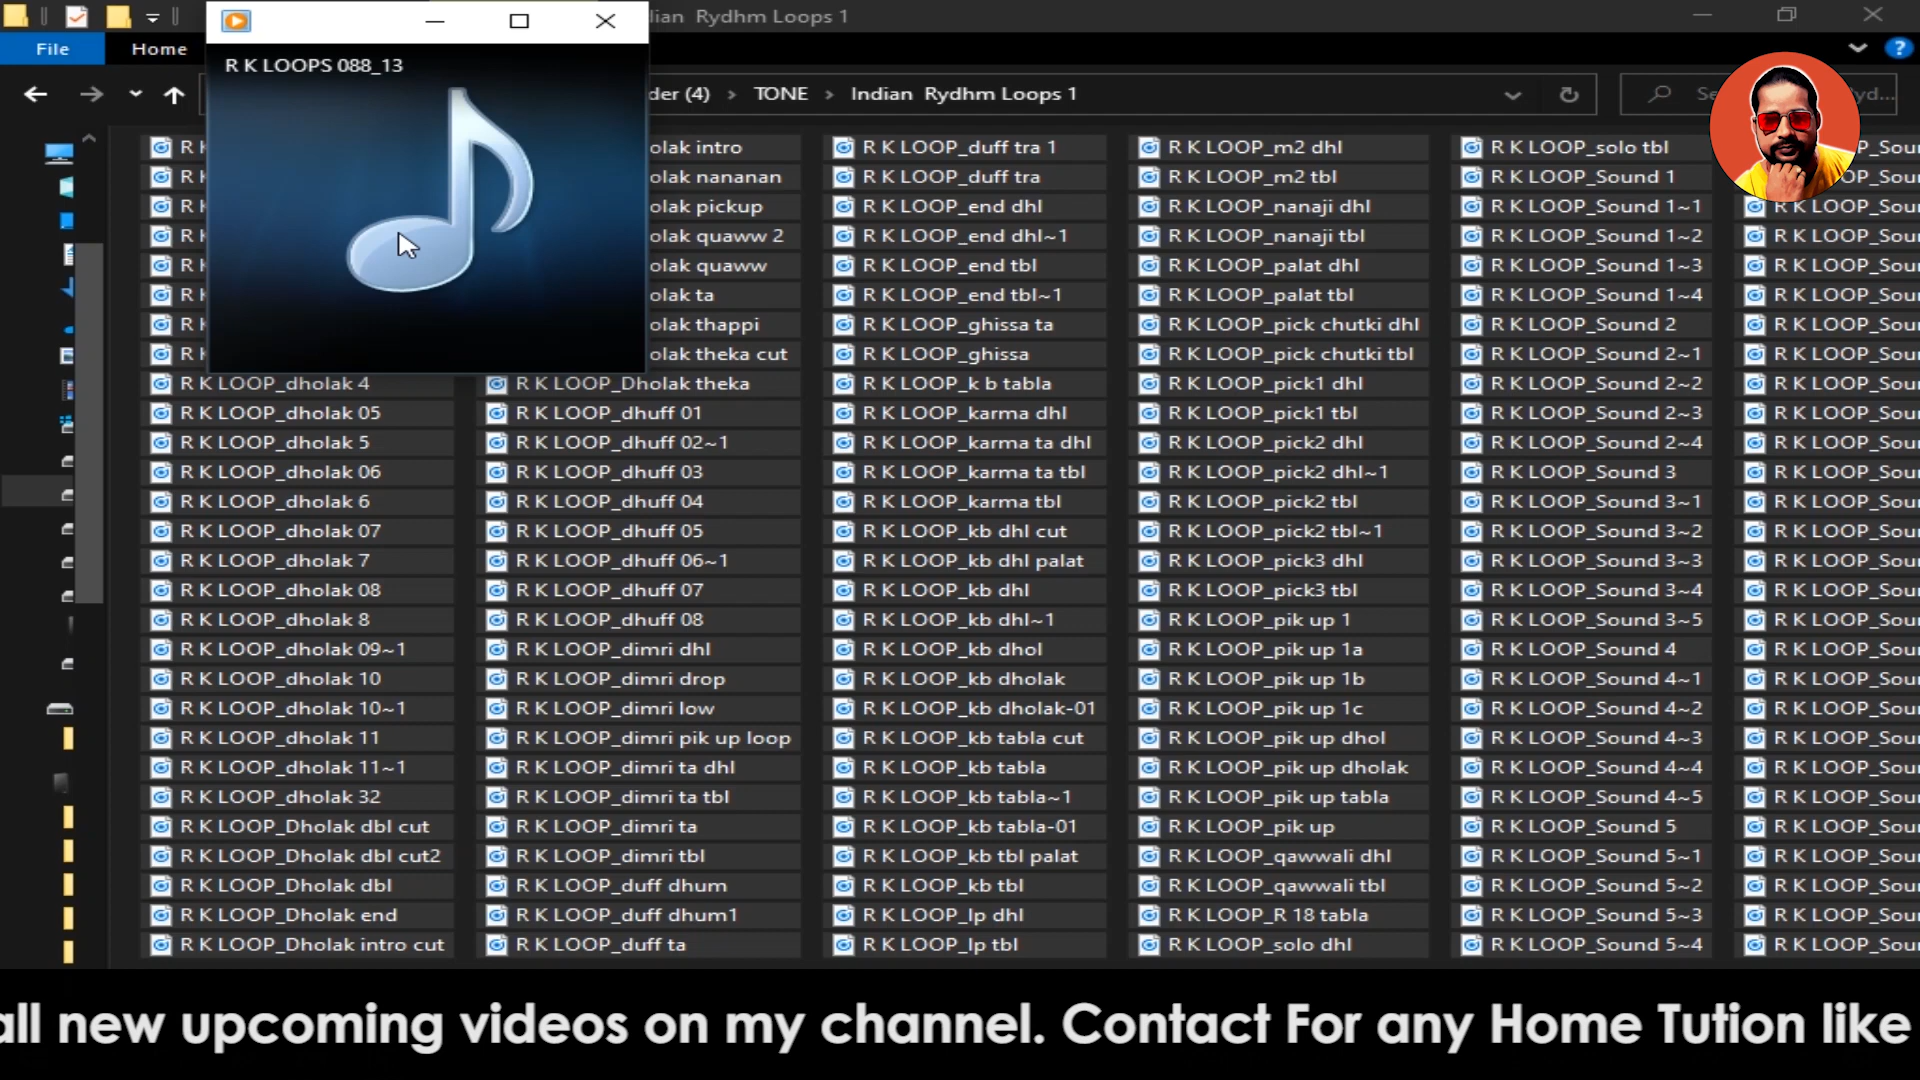 dian Rydhm Loops 1
File
Home
R K LOOPS 088_13
der (4) > TONE > Indian Rydhm Loops 1
R K LOOP_dholak 4
R K LOOP_dholak 05
R K LOOP_dholak 5
R K LOOP_dholak 06
R K LOOP_dholak 6
R K LOOP_dholak 07
R K LOOP_dholak 7
R K LOOP_dholak 08
R K LOOP_dholak 8
R K LOOP_dholak 09~1
R K LOOP_dholak 10
R K LOOP_dholak 10~1
R K LOOP_dholak 11
R K LOOP_dholak 11~1
R K LOOP_dholak 32
R K LOOP_Dholak dbl cut
R K LOOP_Dholak dbl cut2
R K LOOP_Dholak dbl
R K LOOP_Dholak end
R K LOOP_Dholak intro cut
olak intro
olak nananan
olak pickup
olak quaww 2
olak quaww
olak ta
olak thappi
olak theka cut
R K LOOP_Dholak theka
R K LOOP_dhuff 01
R K LOOP_dhuff 02~1
R K LOOP_dhuff 03
R K LOOP_dhuff 04
R K LOOP_dhuff 05
R K LOOP_dhuff 06~1
R K LOOP_dhuff 07
R K LOOP_dhuff 08
R K LOOP_dimri dhl
R K LOOP_dimri drop
R K LOOP_dimri low
R K LOOP_dimri pik up loop
R K LOOP_dimri ta dhl
R K LOOP_dimri ta tbl
R K LOOP_dimri ta
R K LOOP_dimri tbl
R K LOOP_duff dhum
R K LOOP_duff dhum1
R K LOOP_duff ta
R K LOOP_duff tra 1
R K LOOP_duff tra
R K LOOP_end dhl
R K LOOP_end dhl~1
R K LOOP_end tbl
R K LOOP_end tbl~1
R K LOOP_ghissa ta
R K LOOP_ghissa
R K LOOP_k b tabla
R K LOOP_karma dhl
R K LOOP_karma ta dhl
R K LOOP_karma ta tbl
R K LOOP_karma tbl
R K LOOP_kb dhl cut
R K LOOP_kb dhl palat
R K LOOP_kb dhl
R K LOOP_kb dhl~1
R K LOOP_kb dhol
R K LOOP_kb dholak
R K LOOP_kb dholak-01
R K LOOP_kb tabla cut
R K LOOP_kb tabla
R K LOOP_kb tabla~1
R K LOOP_kb tabla-01
R K LOOP_kb tbl palat
R K LOOP_kb tbl
R K LOOP_lp dhl
R K LOOP_lp tbl
R K LOOP_m2 dhl
R K LOOP_m2 tbl
R K LOOP_nanaji dhl
R K LOOP_nanaji tbl
R K LOOP_palat dhl
R K LOOP_palat tbl
R K LOOP_pick chutki dhl
R K LOOP_pick chutki tbl
R K LOOP_pick1 dhl
R K LOOP_pick1 tbl
R K LOOP_pick2 dhl
R K LOOP_pick2 dhl~1
R K LOOP_pick2 tbl
R K LOOP_pick2 tbl~1
R K LOOP_pick3 dhl
R K LOOP_pick3 tbl
R K LOOP_pik up 1
R K LOOP_pik up 1a
R K LOOP_pik up 1b
R K LOOP_pik up 1c
R K LOOP_pik up dhol
R K LOOP_pik up dholak
R K LOOP_pik up tabla
R K LOOP_pik up
R K LOOP_qawwali dhl
R K LOOP_qawwali tbl
R K LOOP_R 18 tabla
R K LOOP_solo dhl
R K LOOP_solo tbl
R K LOOP_Sound 1
R K LOOP_Sound 1~1
R K LOOP_Sound 1~2
R K LOOP_Sound 1~3
R K LOOP_Sound 1~4
R K LOOP_Sound 2
R K LOOP_Sound 2~1
R K LOOP_Sound 2~2
R K LOOP_Sound 2~3
R K LOOP_Sound 2~4
R K LOOP_Sound 3
R K LOOP_Sound 3~1
R K LOOP_Sound 3~2
R K LOOP_Sound 3~3
R K LOOP_Sound 3~4
R K LOOP_Sound 3~5
R K LOOP_Sound 4
R K LOOP_Sound 4~1
R K LOOP_Sound 4~2
R K LOOP_Sound 4~3
R K LOOP_Sound 4~4
R K LOOP_Sound 4~5
R K LOOP_Sound 5
R K LOOP_Sound 5~1
R K LOOP_Sound 5~2
R K LOOP_Sound 5~3
R K LOOP_Sound 5~4
all new upcoming videos on my channel. Contact For any Home Tution like